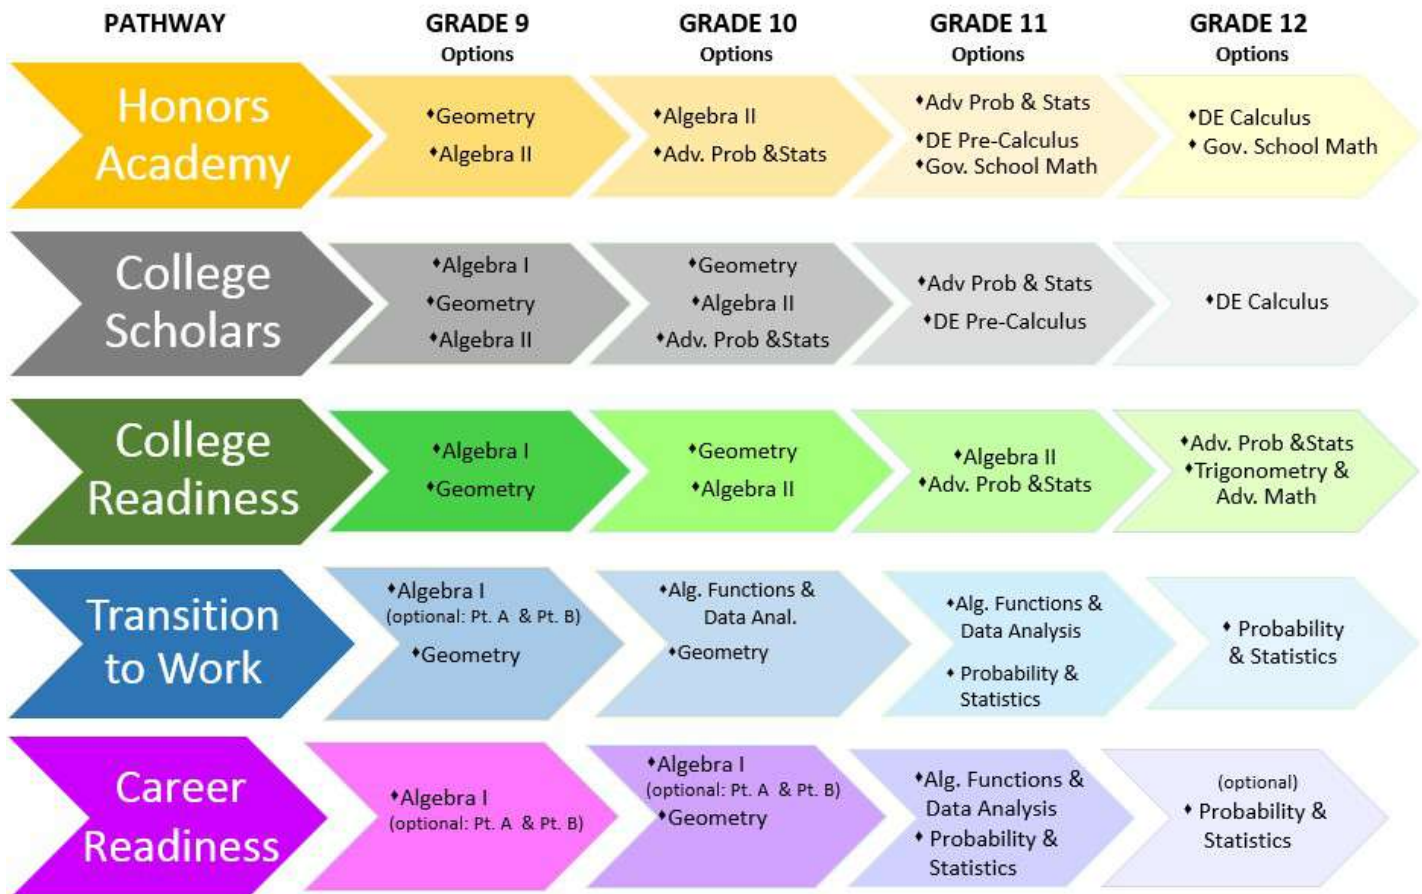 PATHWAY
GRADE 9
Options
GRADE 10
Options
GRADE 11
Options
GRADE 12
Options
Honors
Academy
♦Geometry
♦Algebra II
♦Algebra II
♦Adv. Prob &Stats
♦Adv Prob & Stats
♦DE Pre-Calculus
♦Gov. School Math
♦DE Calculus
♦ Gov. School Math
College
Scholars
♦Algebra I
♦Geometry
♦Algebra II
♦Geometry
♦Algebra II
♦Adv. Prob &Stats
♦Adv Prob & Stats
♦DE Pre-Calculus
♦DE Calculus
College
Readiness
♦Algebra I
♦Geometry
♦Geometry
♦Algebra II
♦Algebra II
♦Adv. Prob &Stats
♦Adv. Prob &Stats
♦Trigonometry &
Adv. Math
Transition
to Work
♦Algebra I
(optional: Pt. A & Pt. B)
♦Geometry
♦Alg. Functions &
Data Anal.
♦Geometry
♦Alg. Functions &
Data Analysis
♦ Probability &
Statistics
♦ Probability
& Statistics
Career
Readiness
♦Algebra I
(optional: Pt. A & Pt. B)
♦Algebra I
(optional: Pt. A & Pt. B)
♦Geometry
♦Alg. Functions &
Data Analysis
♦ Probability &
Statistics
(optional)
♦ Probability &
Statistics